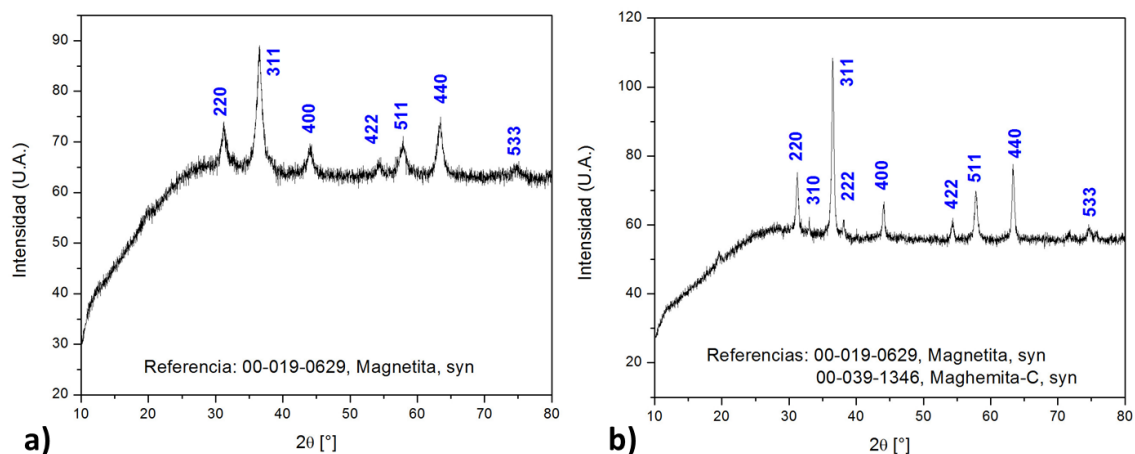 90
80
70
60
50
40
30
20
10 20 30 40 50 60 70 80
Intensidad (U.A.)
2θ [°]
220
311
400
422
511
440
533
Referencia: 00-019-0629, Magnetita, syn
a)
120
100
80
60
40
20
10 20 30 40 50 60 70 80
Intensidad (U.A.)
2θ [°]
220
310
311
222
400
422
511
440
533
Referencias: 00-019-0629, Magnetita, syn
00-039-1346, Maghemita-C, syn
b)